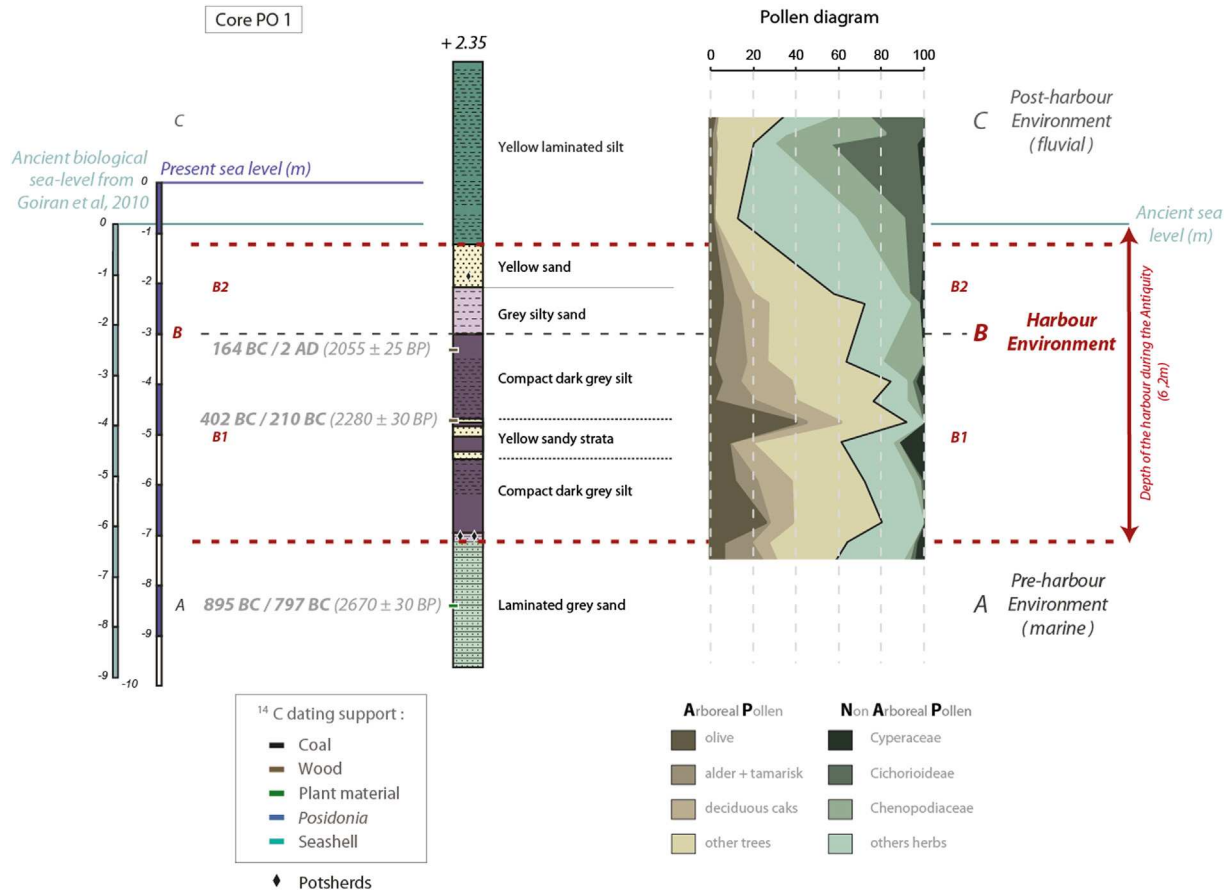 Core PO 1
Pollen diagram
+ 2.35
0 20 40 60 80 100
C
Ancient biological
sea-level from
Goiran et al, 2010
Present sea level (m)
0
-1
-2
-3
-4
-5
-6
-7
-8
-9
0
-1
-2
-3
-4
-5
-6
-7
-8
-9
-10
B2
B
B1
A
164 BC / 2 AD (2055 ± 25 BP)
402 BC / 210 BC (2280 ± 30 BP)
895 BC / 797 BC (2670 ± 30 BP)
Yellow laminated silt
Yellow sand
Grey silty sand
Compact dark grey silt
Yellow sandy strata
Compact dark grey silt
Laminated grey sand
C
Post-harbour
Environment
( fluvial )
Ancient sea
level (m)
B2
B
Harbour
Environment
B1
Depth of the harbour during the Antiquity
(6 ,2m)
A
Pre-harbour
Environment
( marine )
14 C dating support :
Coal
Wood
Plant material
Posidonia
Seashell
Potsherds
Arboreal Pollen
olive
alder + tamarisk
deciduous caks
other trees
Non Arboreal Pollen
Cyperaceae
Cichorioideae
Chenopodiaceae
others herbs